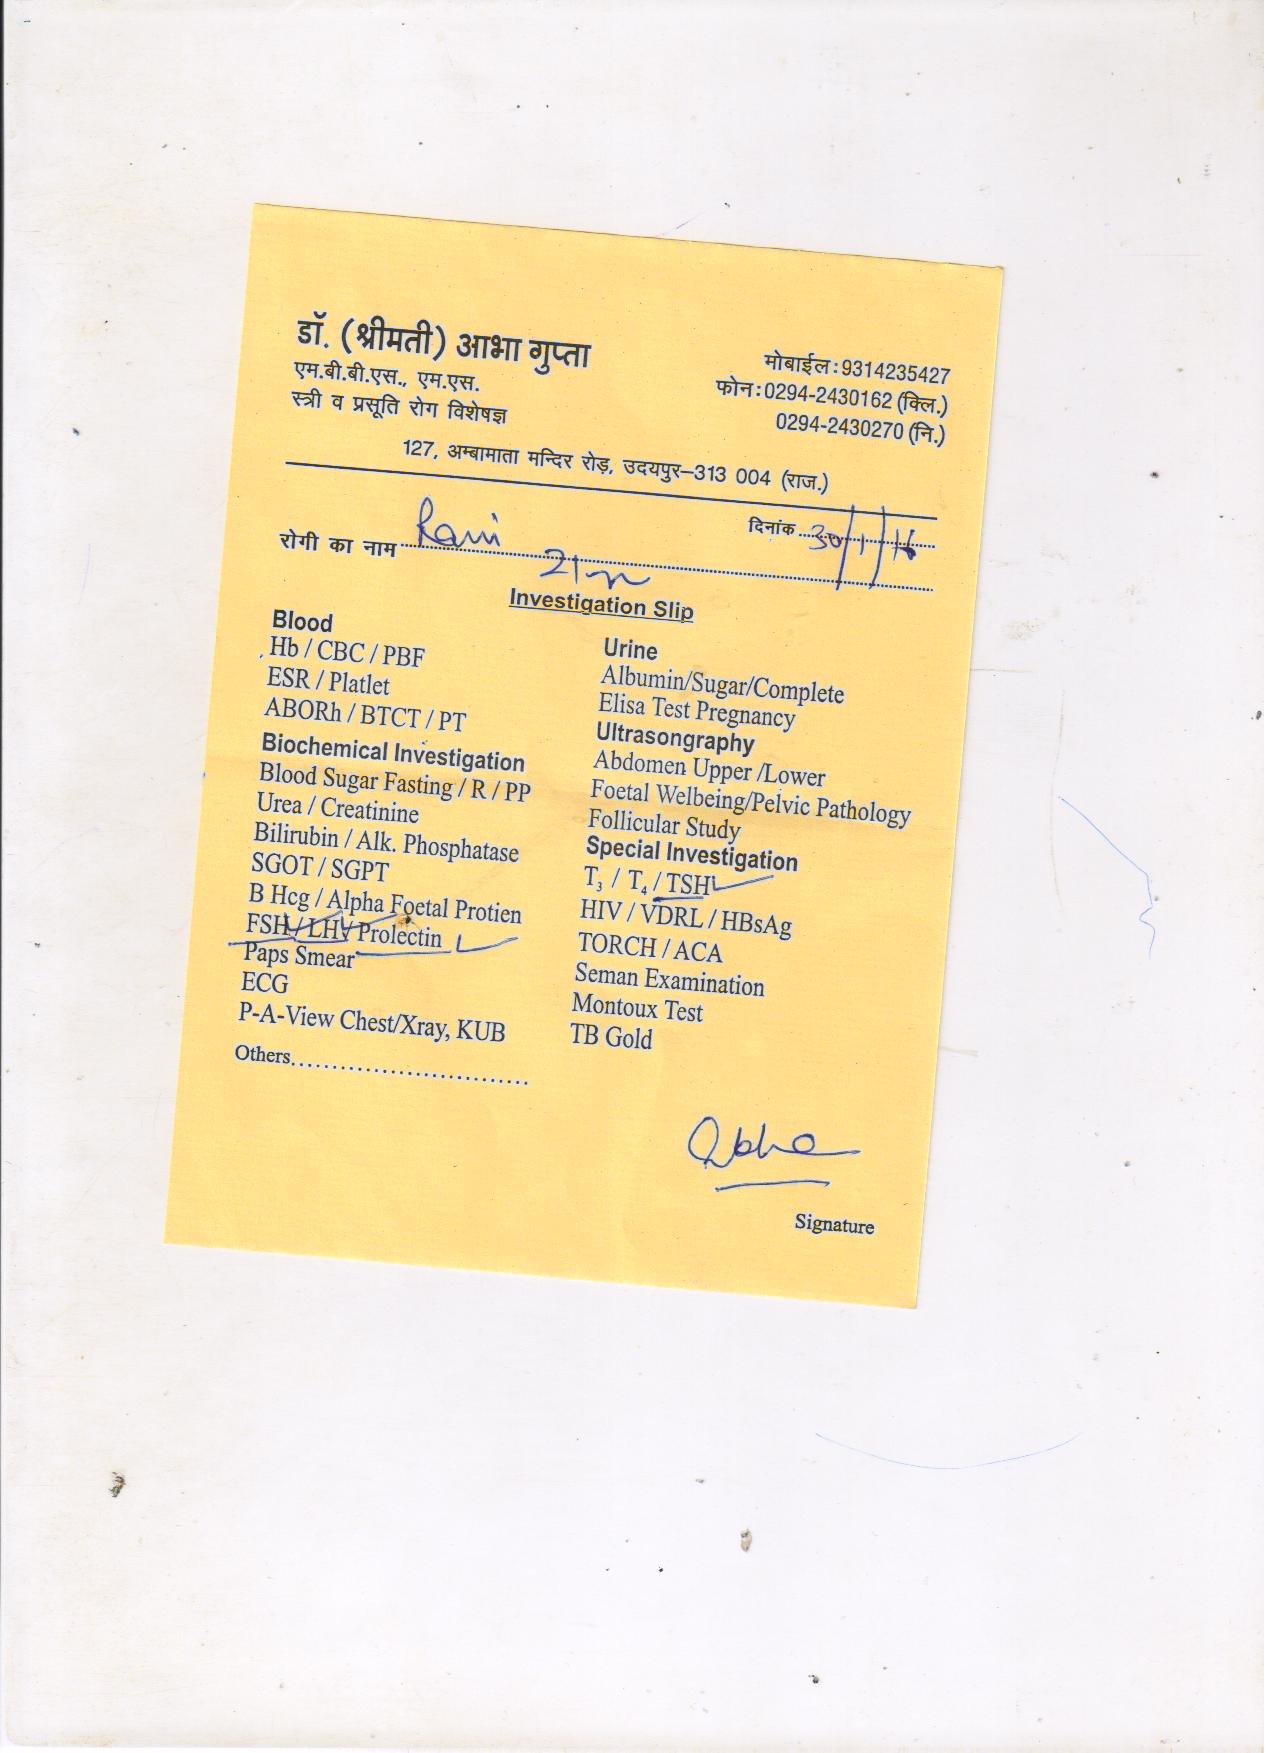 डॉ. (श्रीमती) आभा गुप्ता
एम.बी.बी.एस., एम.एस.
स्त्री व प्रसूति रोग विशेषज्ञ
मोबाईल : 9314235427
फोन : 0294-2430162 (क्लि.)
0294-2430270 (नि.)
127, अम्बामाता मन्दिर रोड़, उदयपुर–313 004 (राज.)
दिनांक 30/1/16
रोगी का नाम
Investigation Slip
Blood
Hb / CBC / PBF
ESR / Platlet
ABORh / BTCT / PT
Biochemical Investigation
Blood Sugar Fasting / R / PP
Urea / Creatinine
Bilirubin / Alk. Phosphatase
SGOT / SGPT
B Hcg / Alpha Foetal Protien
FSH / LH / Prolectin
Paps Smear
ECG
P-A-View Chest/Xray, KUB
Others
Urine
Albumin/Sugar/Complete
Elisa Test Pregnancy
Ultrasongraphy
Abdomen Upper /Lower
Foetal Welbeing/Pelvic Pathology
Follicular Study
Special Investigation
T₃ / T₄ / TSH
HIV / VDRL / HBsAg
TORCH / ACA
Seman Examination
Montoux Test
TB Gold
Abha
Signature